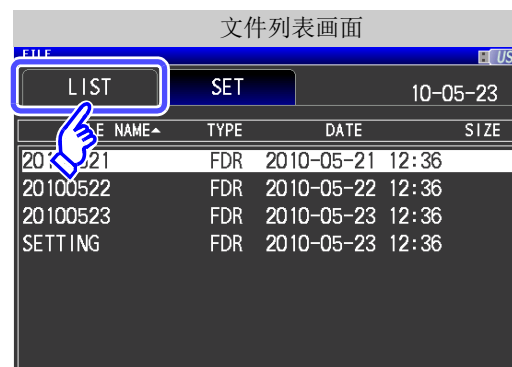 文件列表画面
FILE
LIST SET 10-05-23
NAME▲ TYPE DATE SIZE
FDR 2010-05-21 12:36
20100522 FDR 2010-05-22 12:36
20100523 FDR 2010-05-23 12:36
SETTING FDR 2010-05-23 12:36